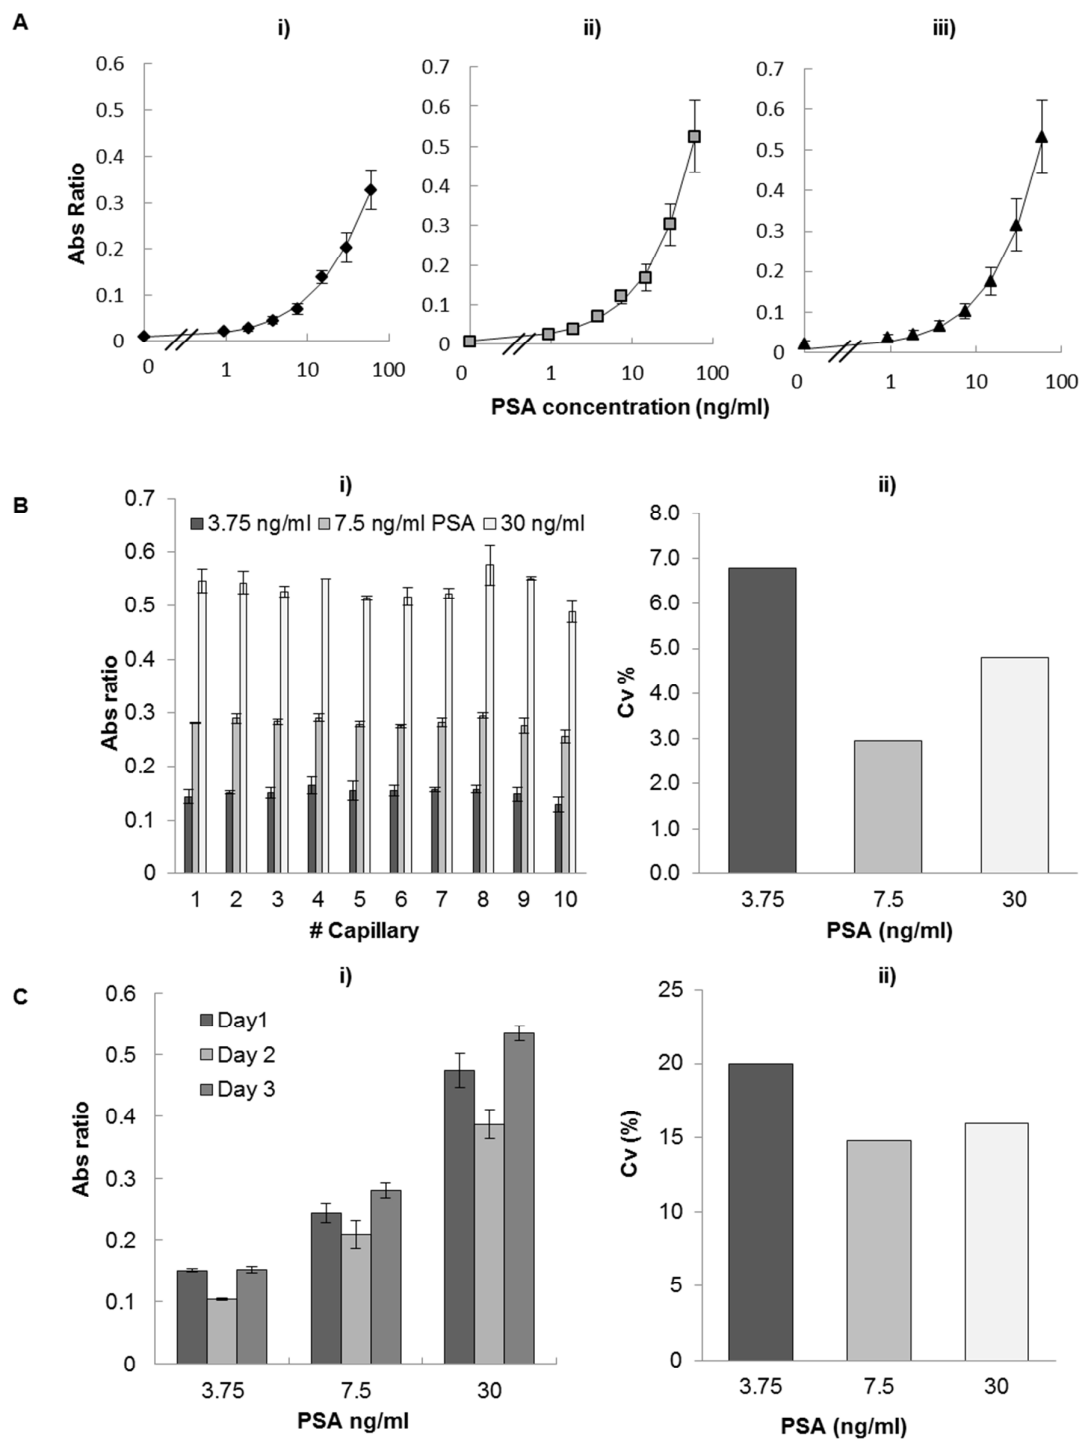 A
i)
ii)
iii)
0.6
0.5
0.4
0.3
0.2
0.1
0
Abs Ratio
0 1 10 100
0.7
0.6
0.5
0.4
0.3
0.2
0.1
0
0 1 10 100
0.7
0.6
0.5
0.4
0.3
0.2
0.1
0
0 1 10 100
PSA concentration (ng/ml)
B
i)
0.7
0.6
0.5
0.4
0.3
0.2
0.1
0
Abs ratio
3.75 ng/ml 7.5 ng/ml PSA 30 ng/ml
1 2 3 4 5 6 7 8 9 10
# Capillary
ii)
8.0
7.0
6.0
5.0
4.0
3.0
2.0
1.0
0.0
Cv %
3.75 7.5 30
PSA (ng/ml)
C
i)
0.6
0.5
0.4
0.3
0.2
0.1
0
Abs ratio
Day1
Day 2
Day 3
3.75 7.5 30
PSA ng/ml
ii)
25
20
15
10
5
0
Cv (%)
3.75 7.5 30
PSA (ng/ml)